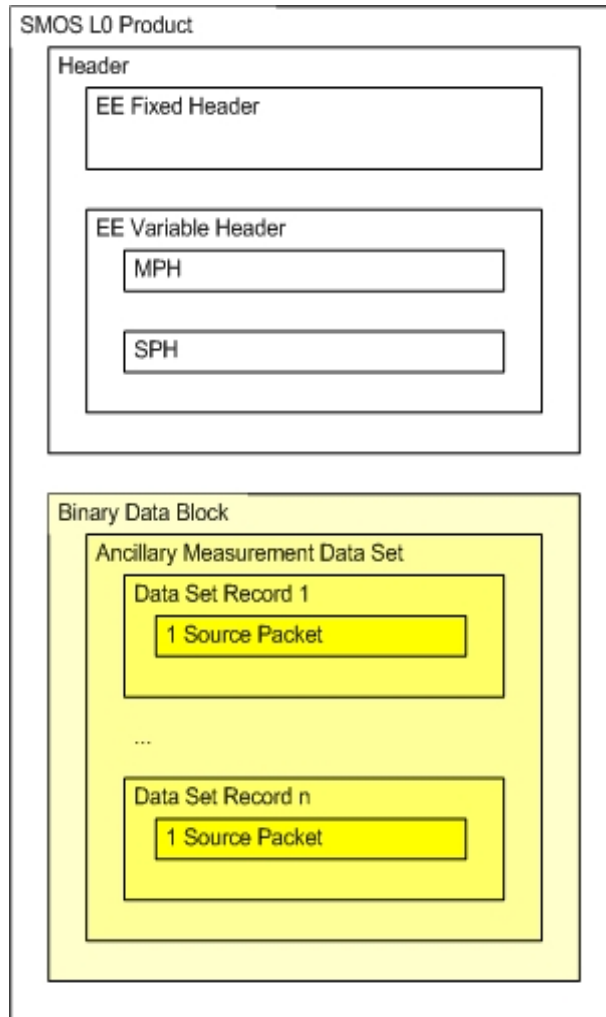 SMOS L0 Product
Header
EE Fixed Header
EE Variable Header
MPH
SPH
Binary Data Block
Ancillary Measurement Data Set
Data Set Record 1
1 Source Packet
...
Data Set Record n
1 Source Packet